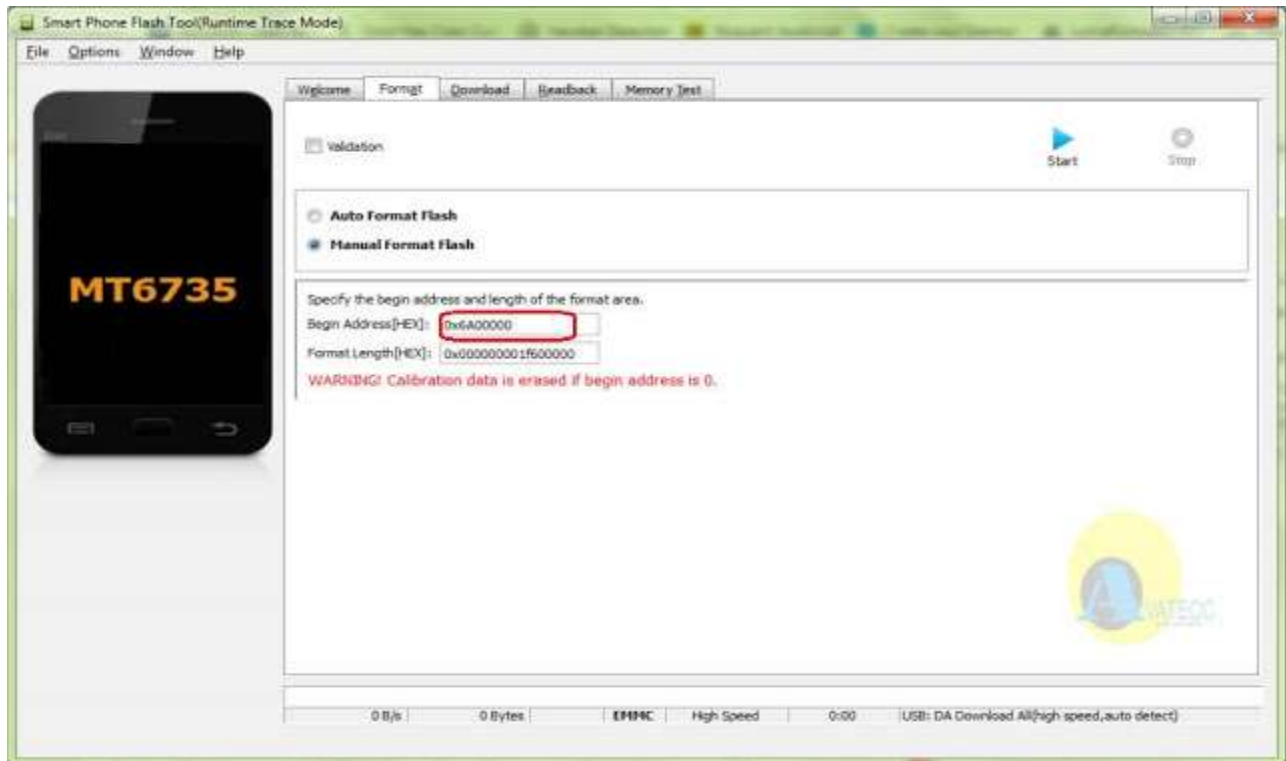 Smart Phone Flash Tool(Runtime Trace Mode)
File Options Window Help
Welcome Format Download Readback Memory Test
Validation
Start
Stop
Auto Format Flash
Manual Format Flash
MT6735
Specify the begin address and length of the format area.
Begin Address[HEX]: 0x6A00000
Format Length[HEX]: 0x000000001f600000
WARNING! Calibration data is erased if begin address is 0.
0 B/s 0 Bytes EMMC High Speed 0:00 USB: DA Download All(high speed,auto detect)